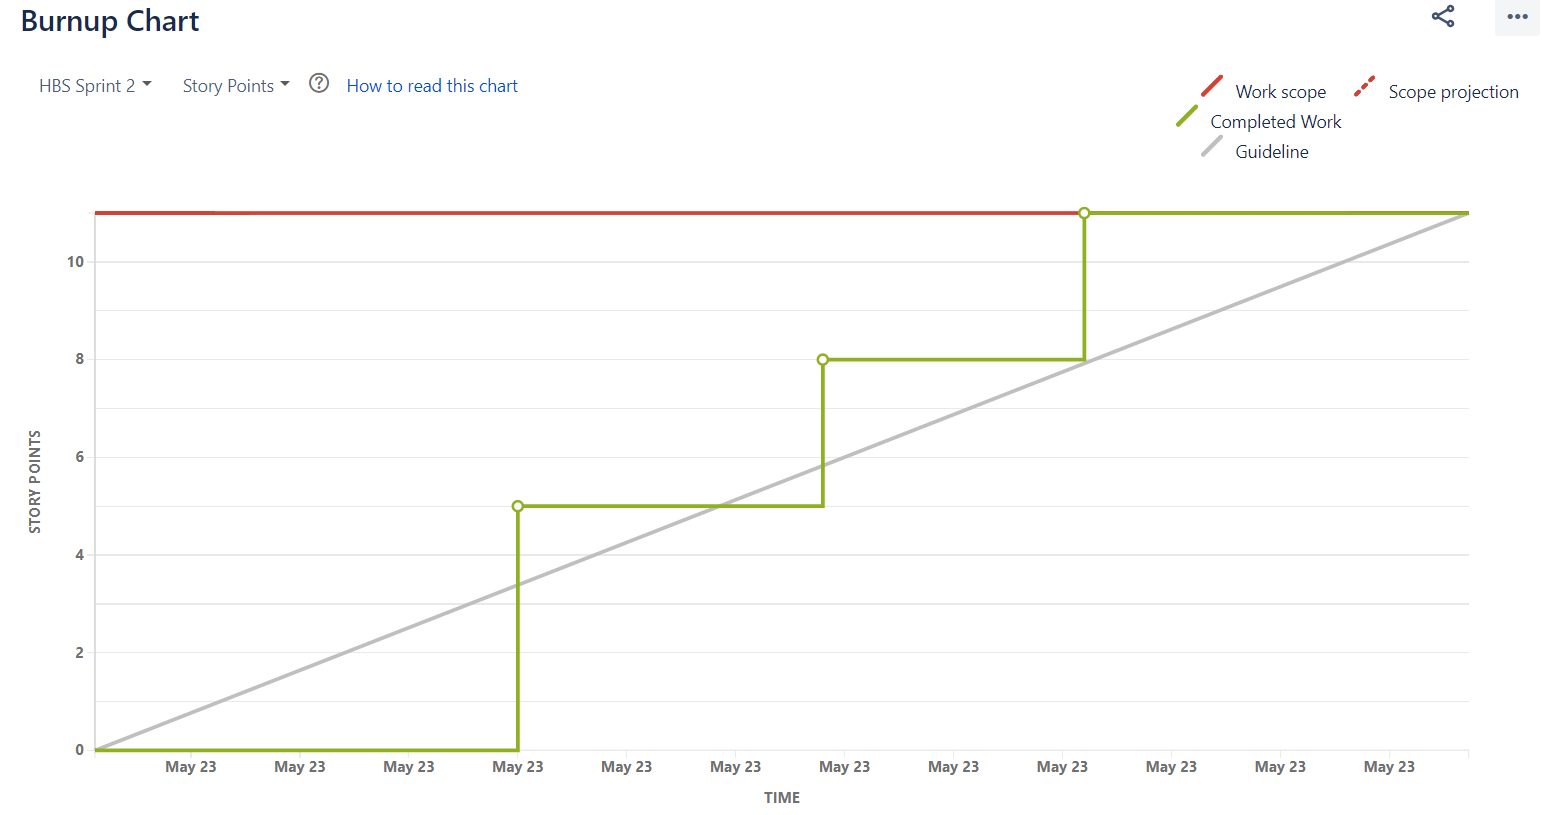 Burnup Chart
HBS Sprint 2 Story Points ? How to read this chart
Work scope Scope projection
Completed Work
Guideline
10
8
6
4
2
0
STORY POINTS
May 23 May 23 May 23 May 23 May 23 May 23 May 23 May 23 May 23 May 23 May 23 May 23
TIME